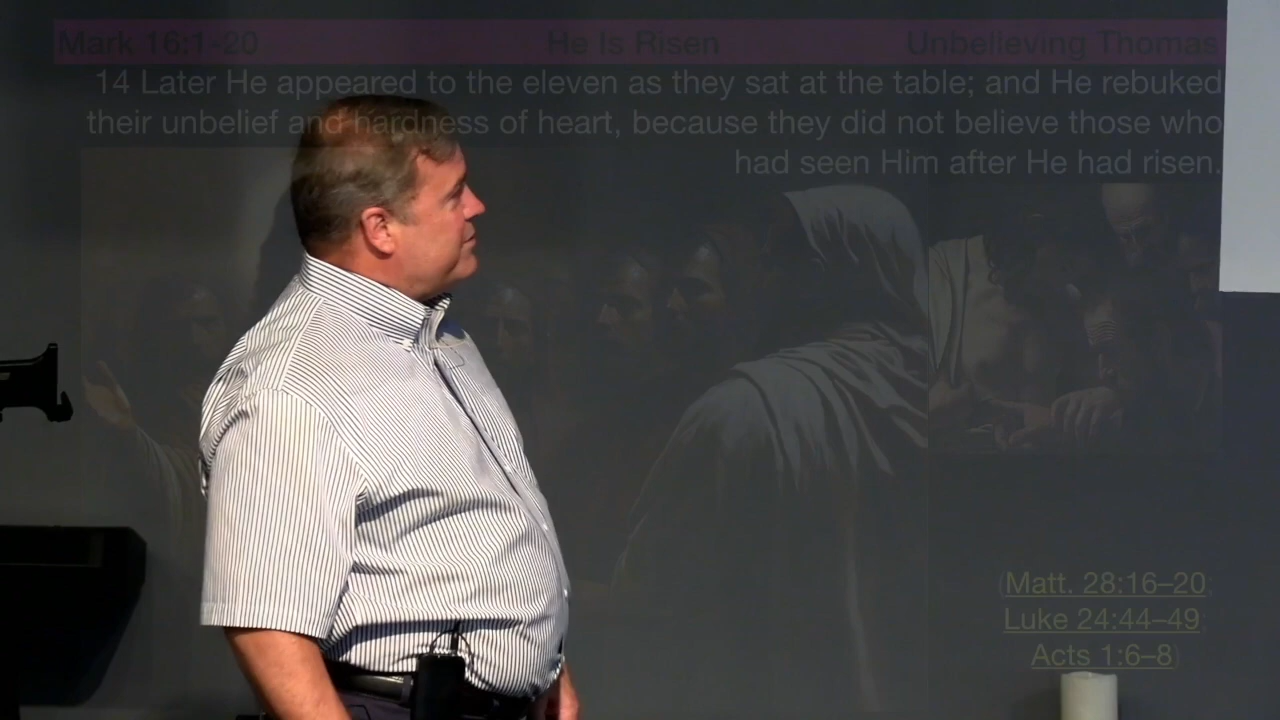 Mark 16:1-20 He Is Risen Unbelieving Thomas
14 Later He appeared to the eleven as they sat at the table; and He rebuked
their unbelief and hardness of heart, because they did not believe those who
had seen Him after He had risen.
(Matt. 28:16–20;
Luke 24:44–49;
Acts 1:6–8)